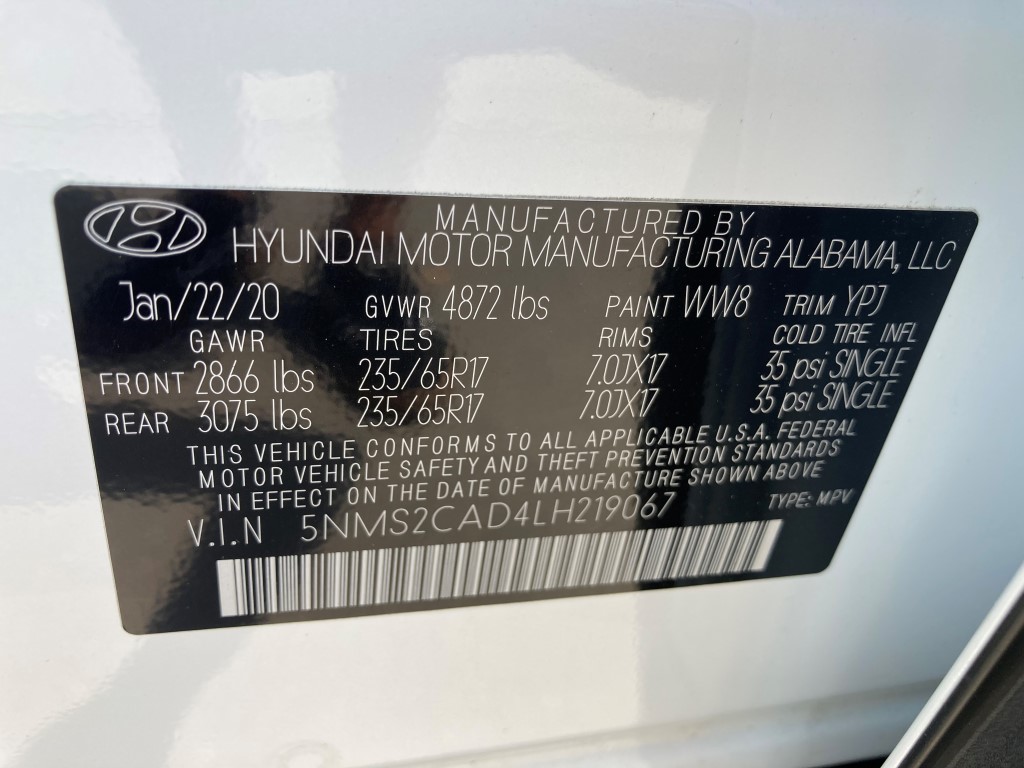 MANUFACTURED BY
HYUNDAI MOTOR MANUFACTURING ALABAMA, LLC
Jan/22/20 GVWR 4872 lbs PAINT WW8 TRIM YPJ
GAWR TIRES RIMS COLD TIRE INFL
FRONT 2866 lbs 235/65R17 7.0JX17 35 psi SINGLE
REAR 3075 lbs 235/65R17 7.0JX17 35 psi SINGLE
THIS VEHICLE CONFORMS TO ALL APPLICABLE U.S.A. FEDERAL
MOTOR VEHICLE SAFETY AND THEFT PREVENTION STANDARDS
IN EFFECT ON THE DATE OF MANUFACTURE SHOWN ABOVE
V.I.N 5NMS2CAD4LH219067 TYPE: MPV